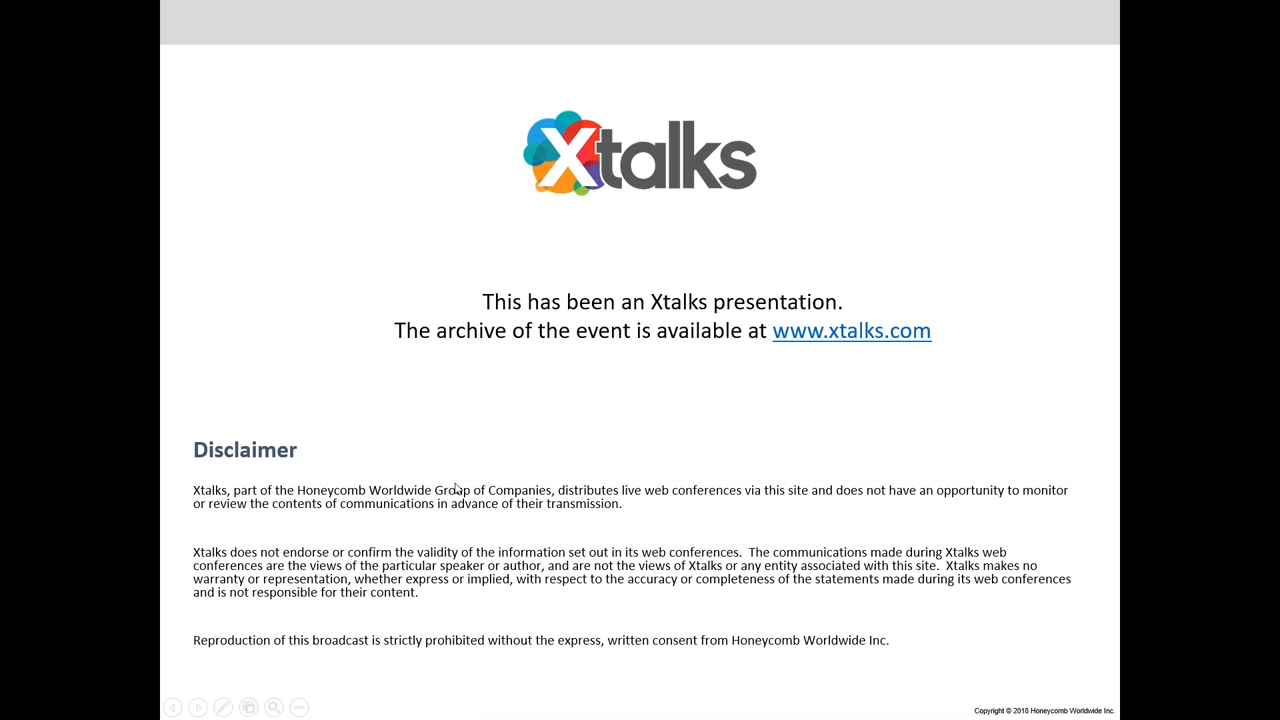 Xtalks
This has been an Xtalks presentation.
The archive of the event is available at www.xtalks.com
Disclaimer
Xtalks, part of the Honeycomb Worldwide Group of Companies, distributes live web conferences via this site and does not have an opportunity to monitor
or review the contents of communications in advance of their transmission.
Xtalks does not endorse or confirm the validity of the information set out in its web conferences.  The communications made during Xtalks web
conferences are the views of the particular speaker or author, and are not the views of Xtalks or any entity associated with this site.  Xtalks makes no
warranty or representation, whether express or implied, with respect to the accuracy or completeness of the statements made during its web conferences
and is not responsible for their content.
Reproduction of this broadcast is strictly prohibited without the express, written consent from Honeycomb Worldwide Inc.
Copyright © 2018 Honeycomb Worldwide Inc.